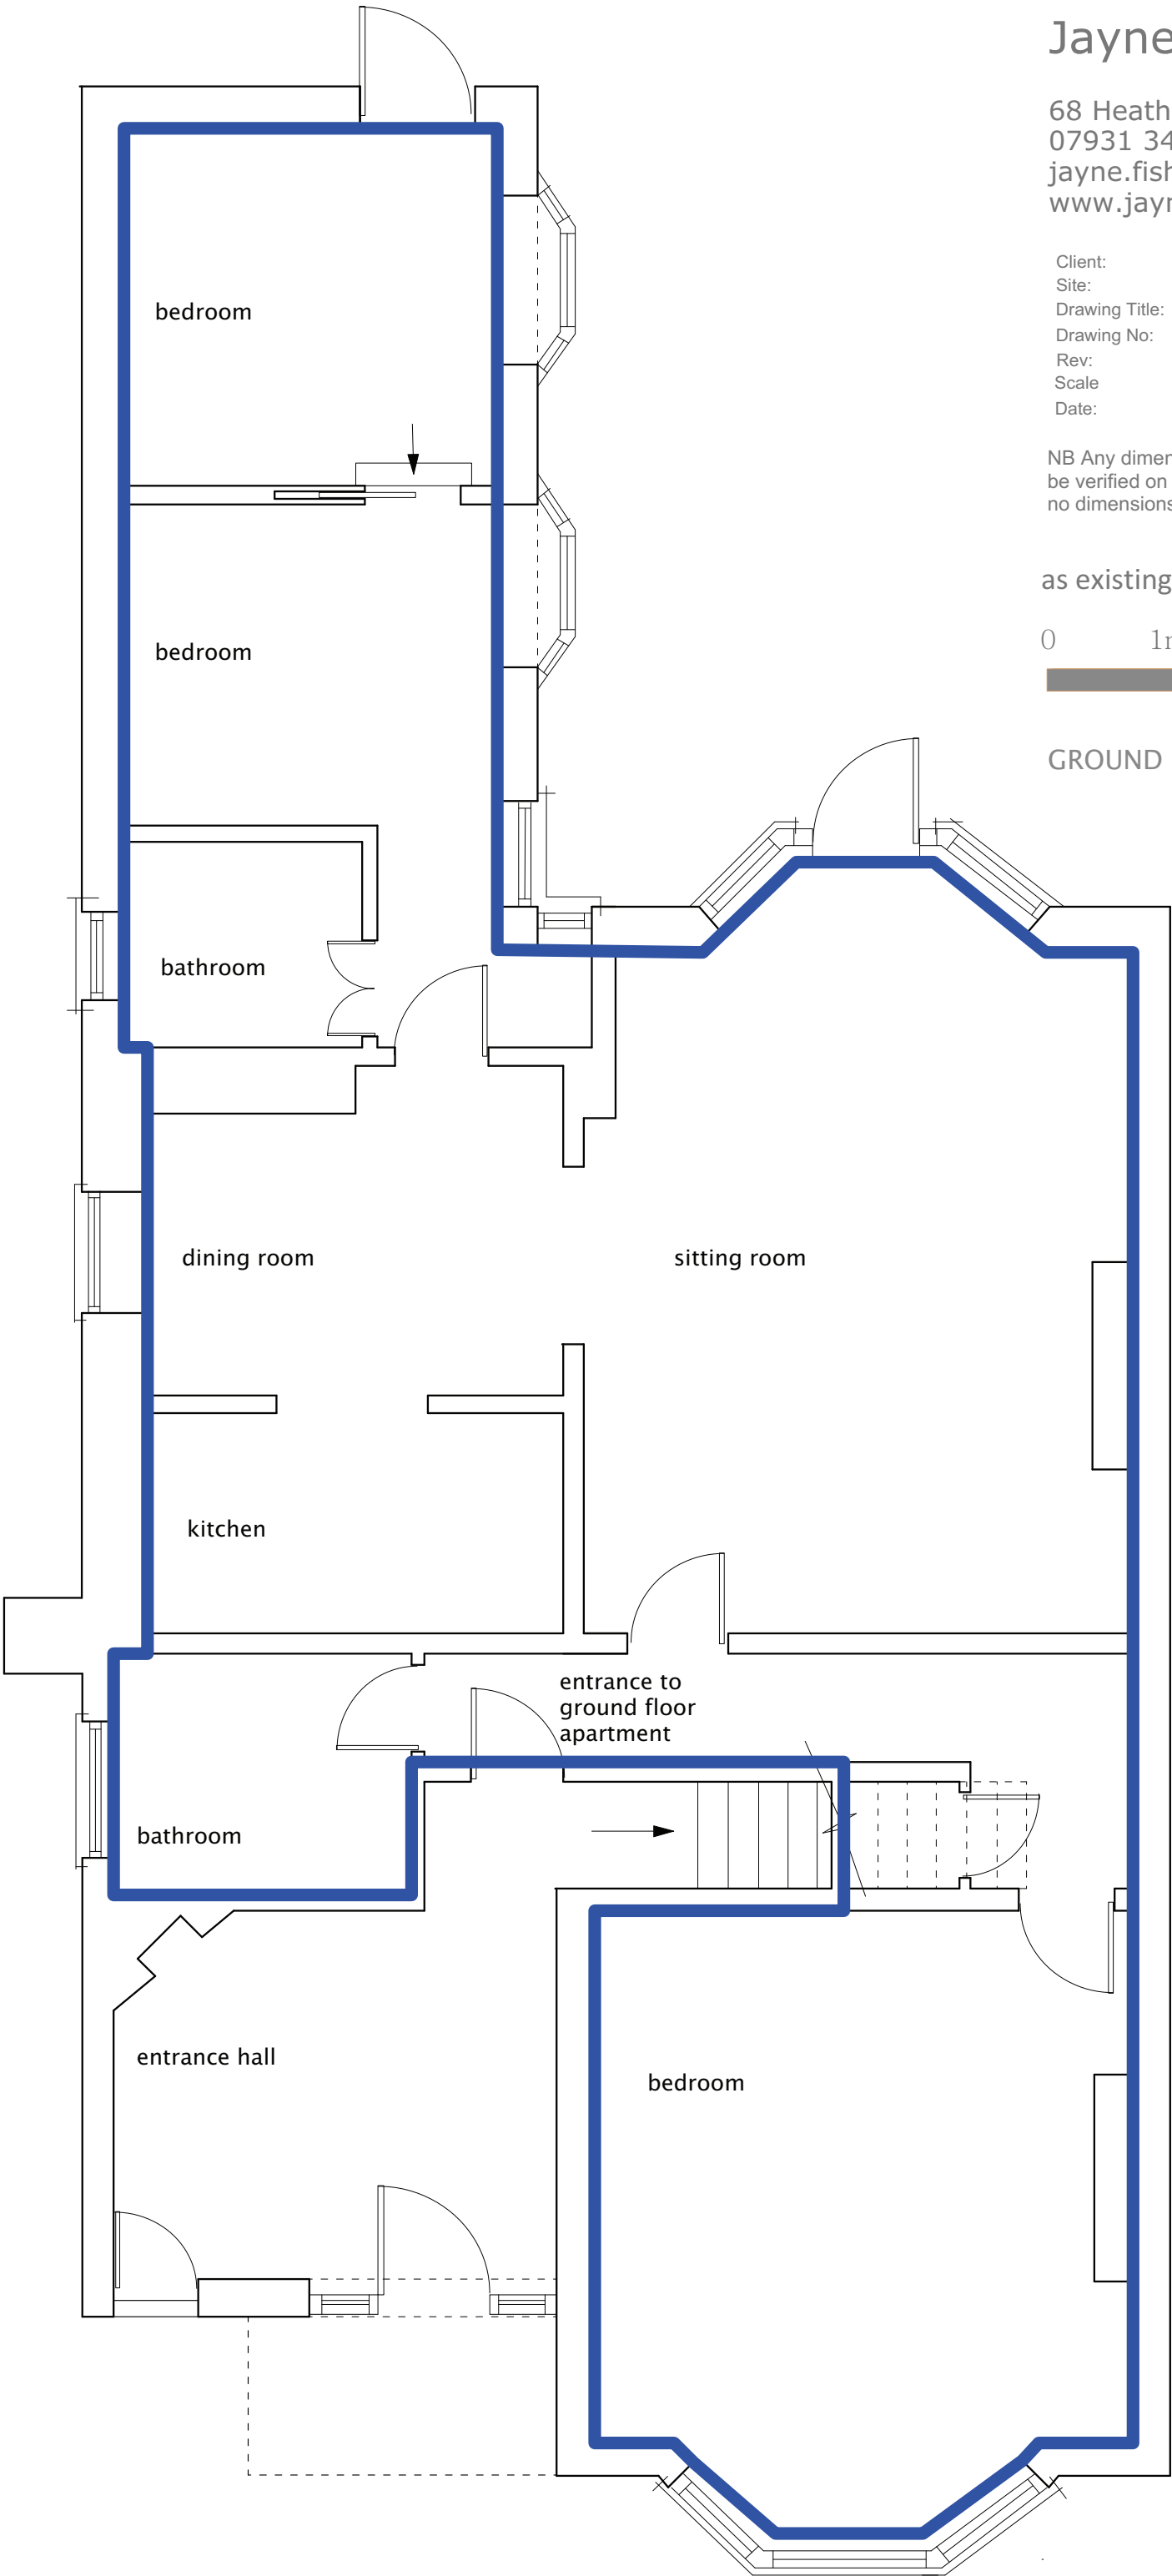 Jayne
68 Heath
07931 34
jayne.fish
www.jayn
Client:
Site:
Drawing Title:
Drawing No:
Rev:
Scale
Date:
NB Any dimen
be verified on
no dimensions
as existing
0 1m
GROUND
bedroom
bedroom
bathroom
dining room
sitting room
kitchen
entrance to
ground floor
apartment
bathroom
entrance hall
bedroom